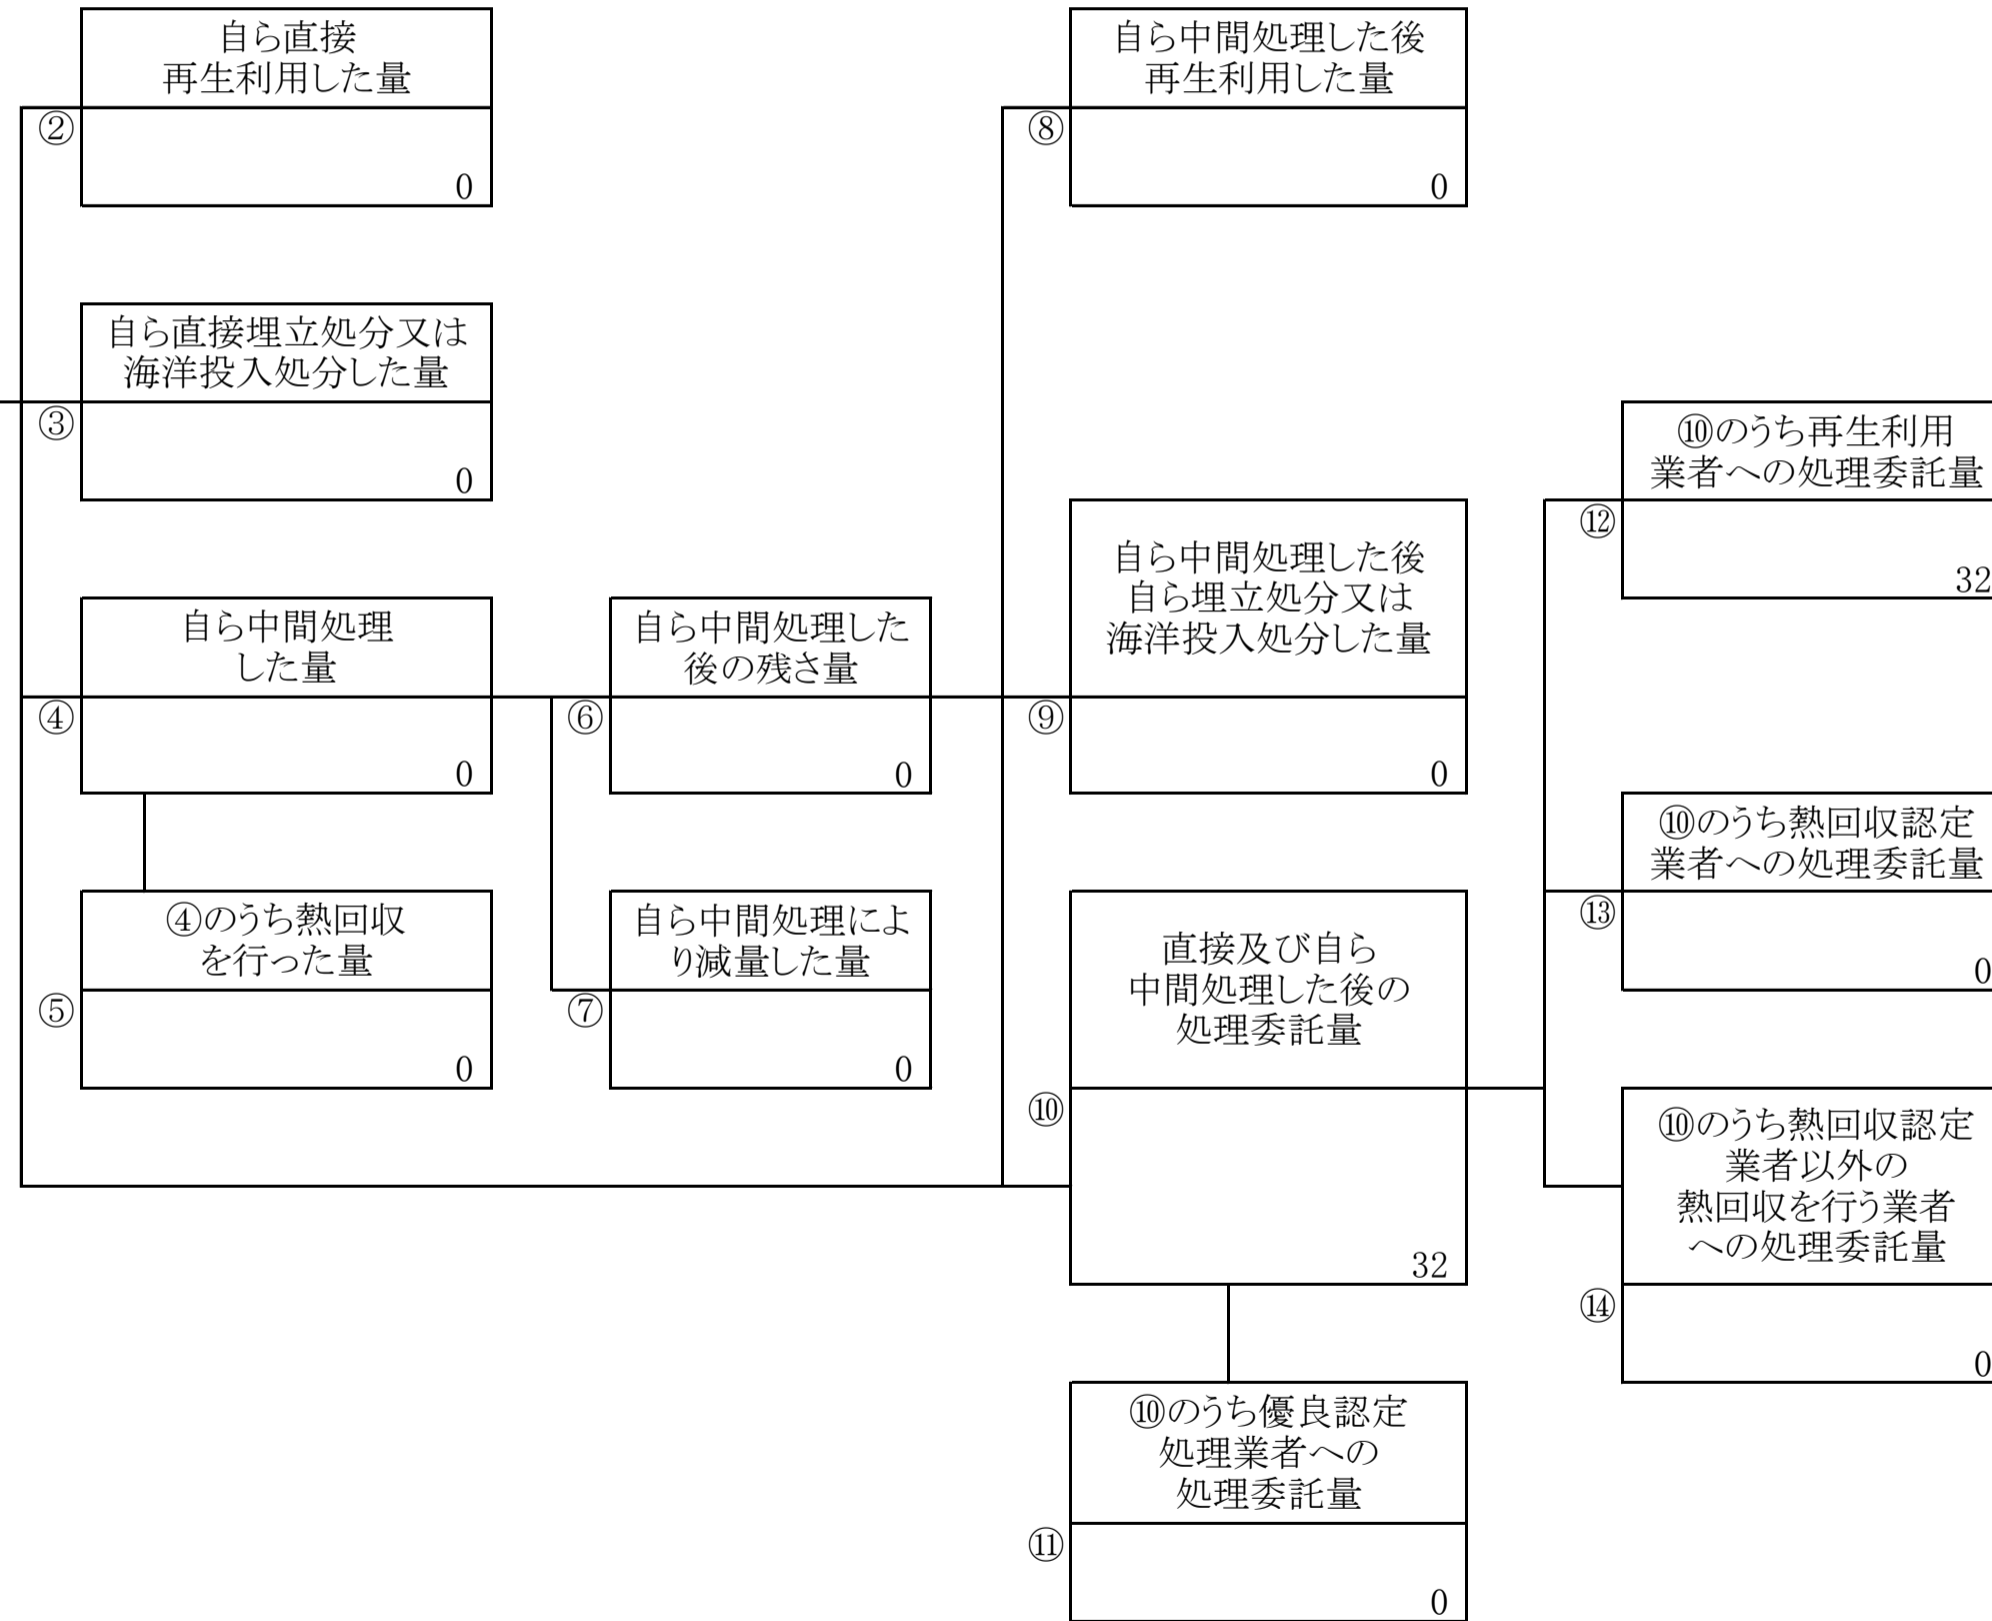 自ら直接
再生利用した量
②
0
自ら直接埋立処分又は
海洋投入処分した量
③
0
自ら中間処理
した量
④
0
④のうち熱回収
を行った量
⑤
0
自ら中間処理した
後の残さ量
⑥
0
自ら中間処理によ
り減量した量
⑦
0
自ら中間処理した後
再生利用した量
⑧
0
自ら中間処理した後
自ら埋立処分又は
海洋投入処分した量
⑨
0
直接及び自ら
中間処理した後の
処理委託量
⑩
32
⑩のうち優良認定
処理業者への
処理委託量
⑪
0
⑩のうち再生利用
業者への処理委託量
⑫
32
⑩のうち熱回収認定
業者への処理委託量
⑬
0
⑩のうち熱回収認定
業者以外の
熱回収を行う業者
への処理委託量
⑭
0